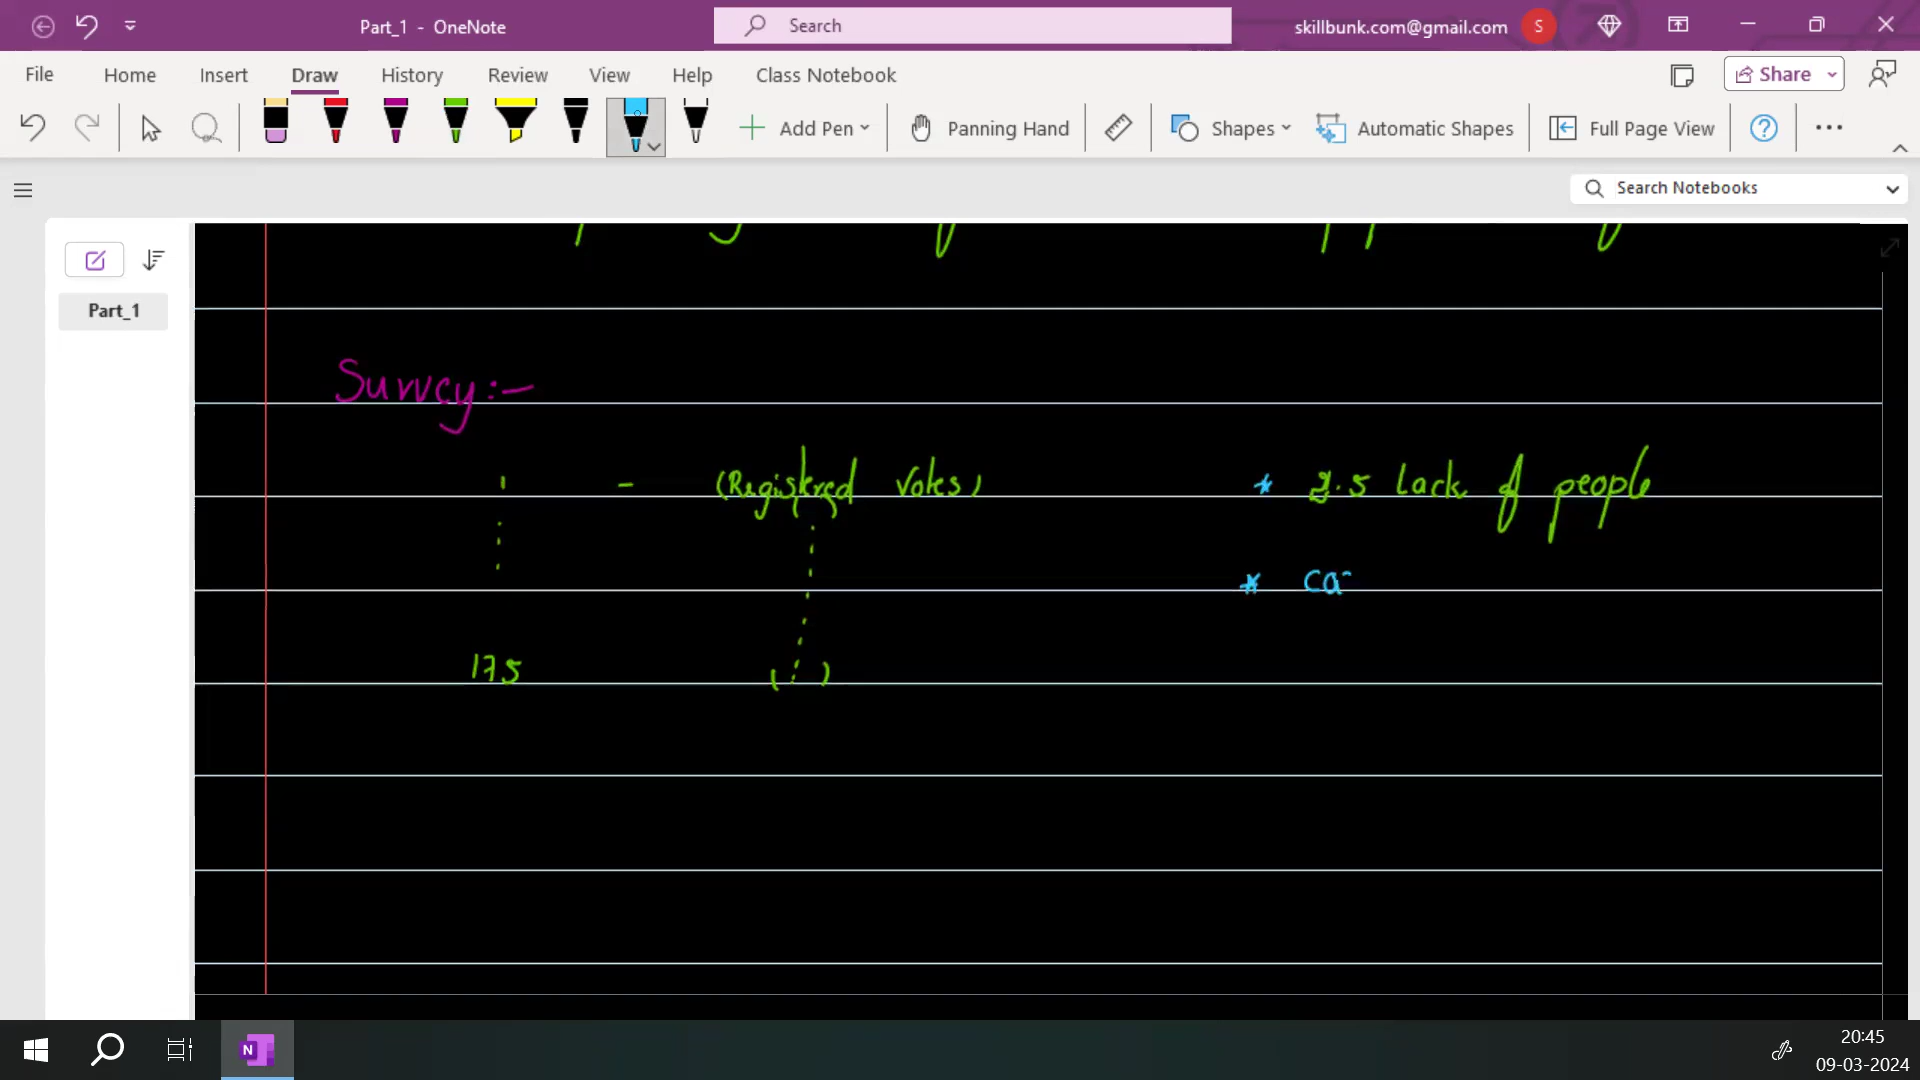 Part_1 - OneNote
Search
skillbunk.com@gmail.com
S
File Home Insert Draw History Review View Help Class Notebook
Share
Add Pen
Panning Hand
Shapes
Automatic Shapes
Full Page View
Search Notebooks
Part_1
Survey:-
1 - (Registered Votes)
* 2.5 lack of people
* ca
175 ( )
N
20:45
09-03-2024